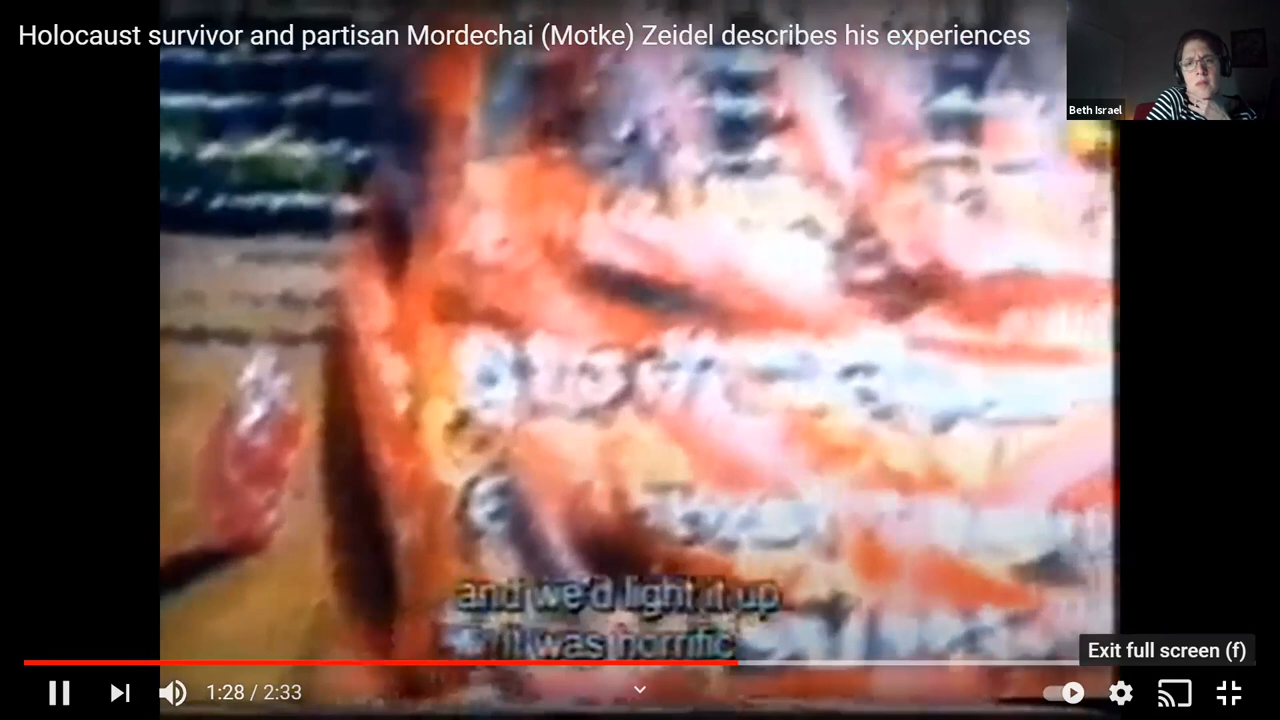 Holocaust survivor and partisan Mordechai (Motke) Zeidel describes his experiences
Beth Israel
and we'd light it up
it was horrific
Exit full screen (f)
1:28 / 2:33